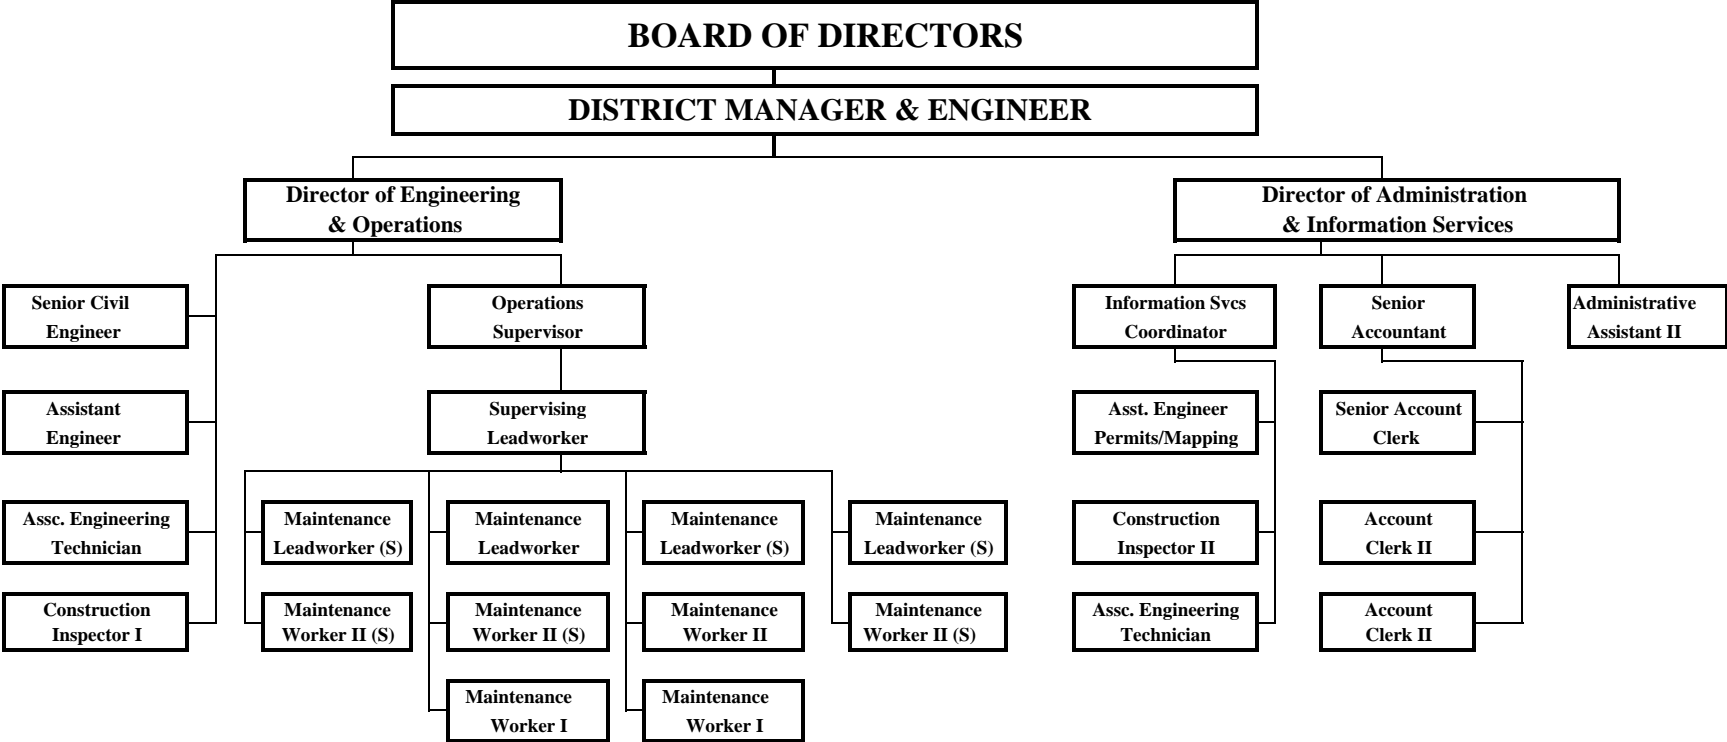 BOARD OF DIRECTORS
DISTRICT MANAGER & ENGINEER
Director of Engineering
& Operations
Director of Administration
& Information Services
Senior Civil
Engineer
Operations
Supervisor
Information Svcs
Coordinator
Senior
Accountant
Administrative
Assistant II
Assistant
Engineer
Supervising
Leadworker
Asst. Engineer
Permits/Mapping
Senior Account
Clerk
Assc. Engineering
Technician
Maintenance
Leadworker (S)
Maintenance
Leadworker
Maintenance
Leadworker (S)
Maintenance
Leadworker (S)
Construction
Inspector II
Account
Clerk II
Construction
Inspector I
Maintenance
Worker II (S)
Maintenance
Worker II (S)
Maintenance
Worker II
Maintenance
Worker II (S)
Assc. Engineering
Technician
Account
Clerk II
Maintenance
Worker I
Maintenance
Worker I